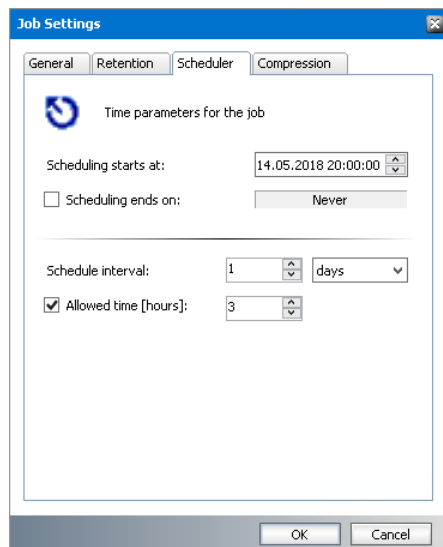 Job Settings
General Retention Scheduler Compression
Time parameters for the job
Scheduling starts at: 14.05.2018 20:00:00
Scheduling ends on: Never
Schedule interval: 1 days
Allowed time [hours]: 3
OK Cancel